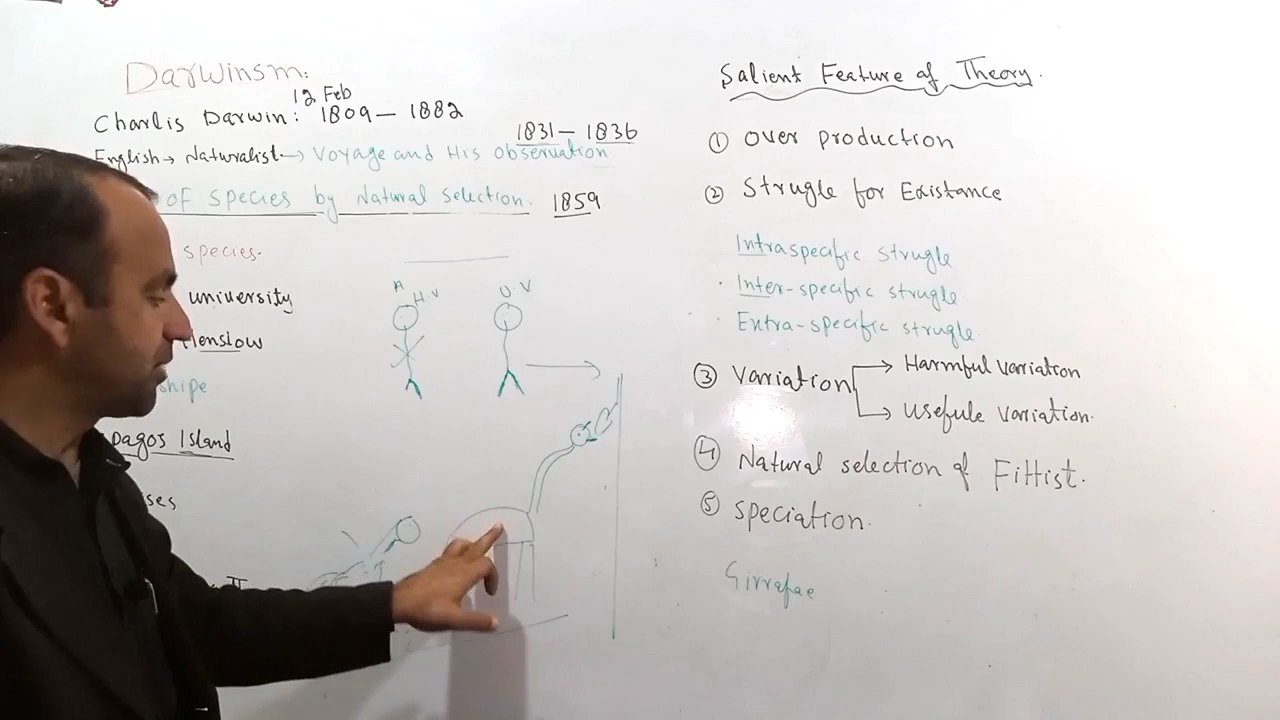 Darwinsm:
12 Feb
Charlis Darwin: 1809 – 1882
1831 – 1836
English → Naturalist → Voyage and His observation
of species by Natural selection. 1859
species.
university
Henslow
Island
A
H V
U V
Salient Feature of Theory.
① Over production
② Strugle for Existance
Intraspecific strugle
· Inter-specific strugle
· Extra-specific strugle
③ Variation → Harmful variation
→ Usefule variation.
④ Natural selection of Fittist.
⑤ Speciation.
Girrafae